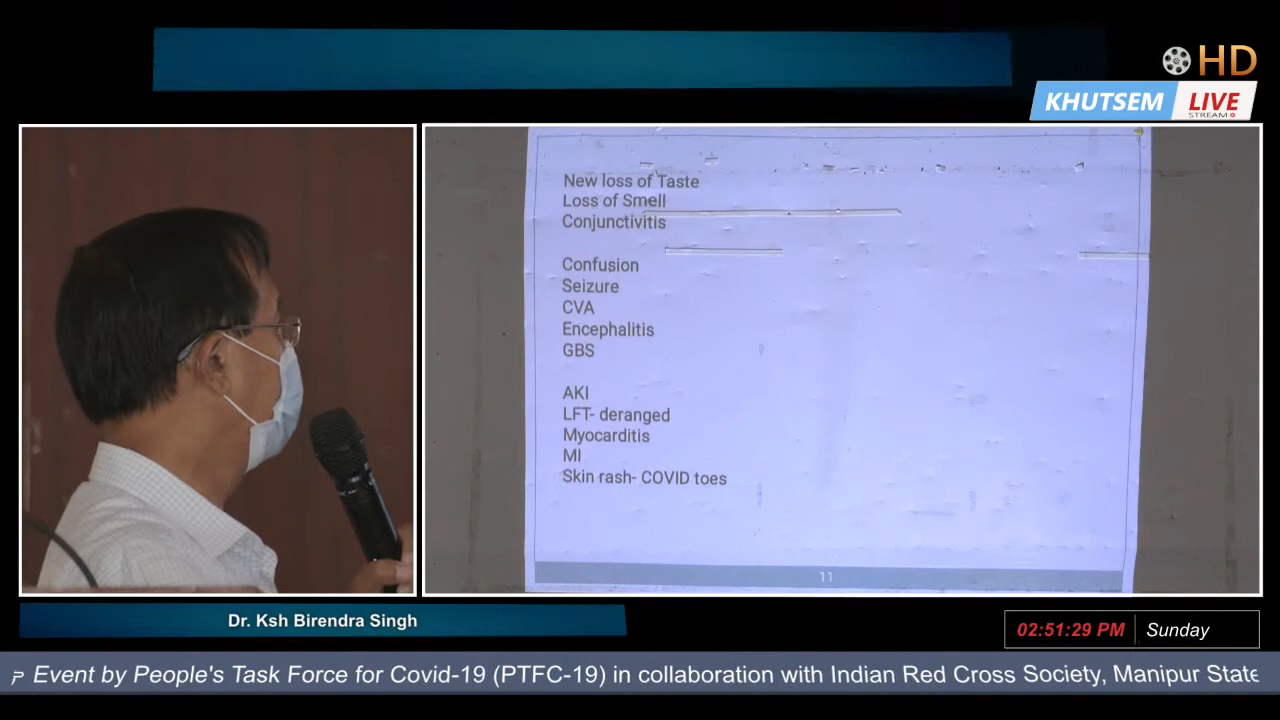 HD
KHUTSEM LIVE
STREAM
New loss of Taste
Loss of Smell
Conjunctivitis
Confusion
Seizure
CVA
Encephalitis
GBS
AKI
LFT- deranged
Myocarditis
MI
Skin rash- COVID toes
11
Dr. Ksh Birendra Singh
02:51:29 PM Sunday
Event by People's Task Force for Covid-19 (PTFC-19) in collaboration with Indian Red Cross Society, Manipur State